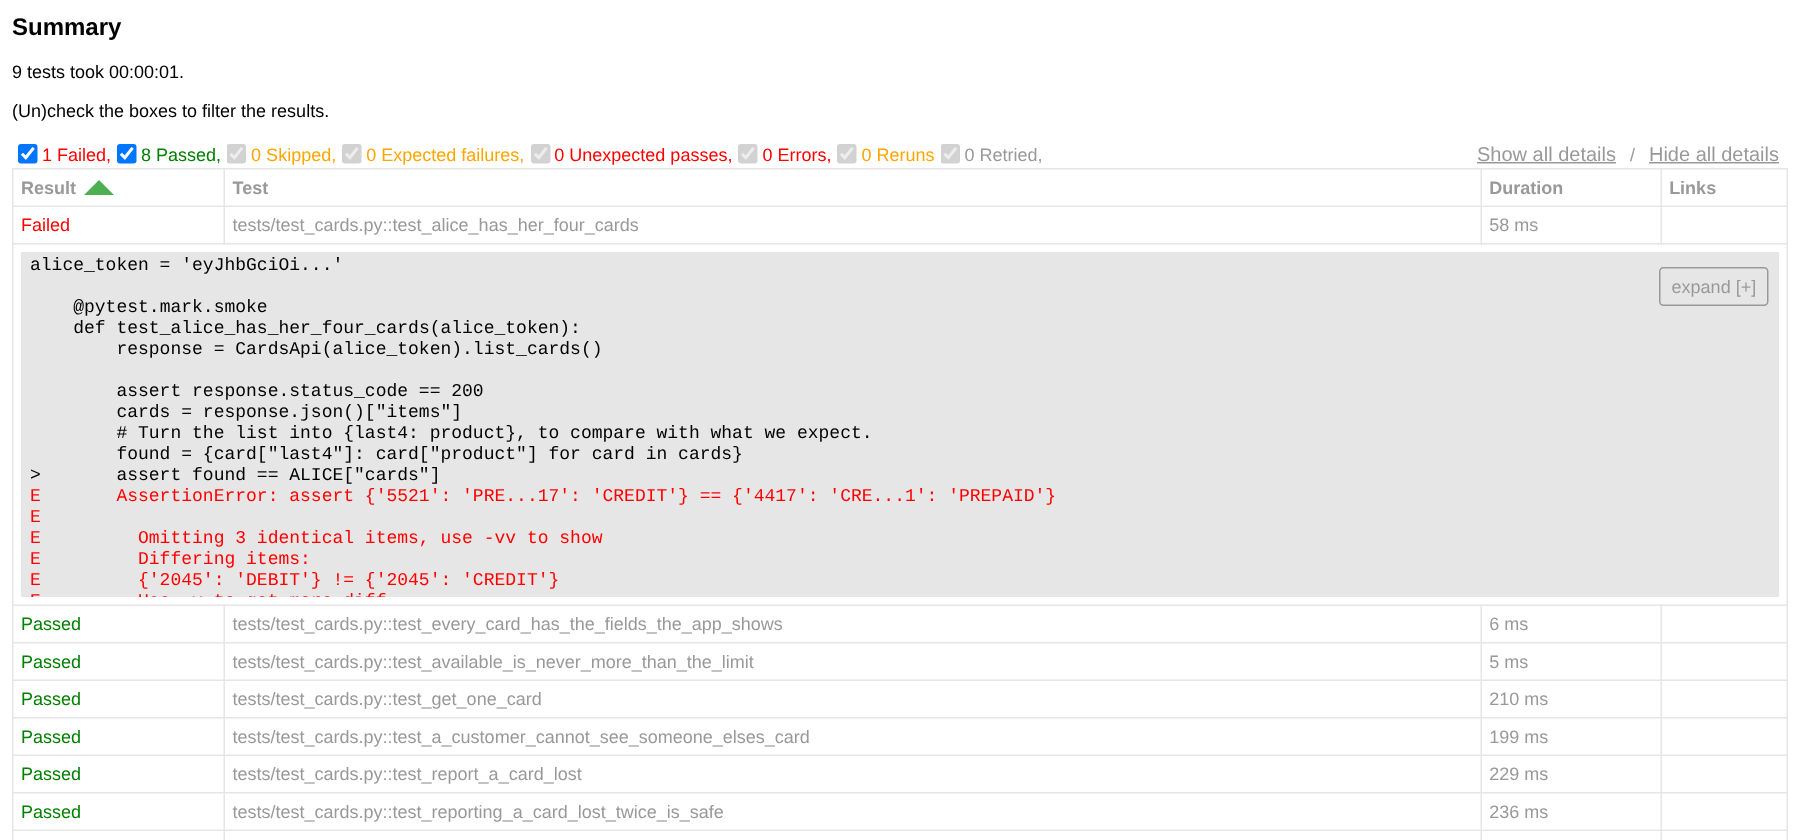 Summary
9 tests took 00:00:01.
(Un)check the boxes to filter the results.
1 Failed, 8 Passed, 0 Skipped, 0 Expected failures, 0 Unexpected passes, 0 Errors, 0 Reruns 0 Retried, Show all details / Hide all details
Result Test Duration Links
Failed tests/test_cards.py::test_alice_has_her_four_cards 58 ms
alice_token = 'eyJhbGciOi...'
expand [+]
@pytest.mark.smoke
def test_alice_has_her_four_cards(alice_token):
response = CardsApi(alice_token).list_cards()
assert response.status_code == 200
cards = response.json()["items"]
# Turn the list into {last4: product}, to compare with what we expect.
found = {card["last4"]: card["product"] for card in cards}
> assert found == ALICE["cards"]
E AssertionError: assert {'5521': 'PRE...17': 'CREDIT'} == {'4417': 'CRE...1': 'PREPAID'}
E
E Omitting 3 identical items, use -vv to show
E Differing items:
E {'2045': 'DEBIT'} != {'2045': 'CREDIT'}
Passed tests/test_cards.py::test_every_card_has_the_fields_the_app_shows 6 ms
Passed tests/test_cards.py::test_available_is_never_more_than_the_limit 5 ms
Passed tests/test_cards.py::test_get_one_card 210 ms
Passed tests/test_cards.py::test_a_customer_cannot_see_someone_elses_card 199 ms
Passed tests/test_cards.py::test_report_a_card_lost 229 ms
Passed tests/test_cards.py::test_reporting_a_card_lost_twice_is_safe 236 ms